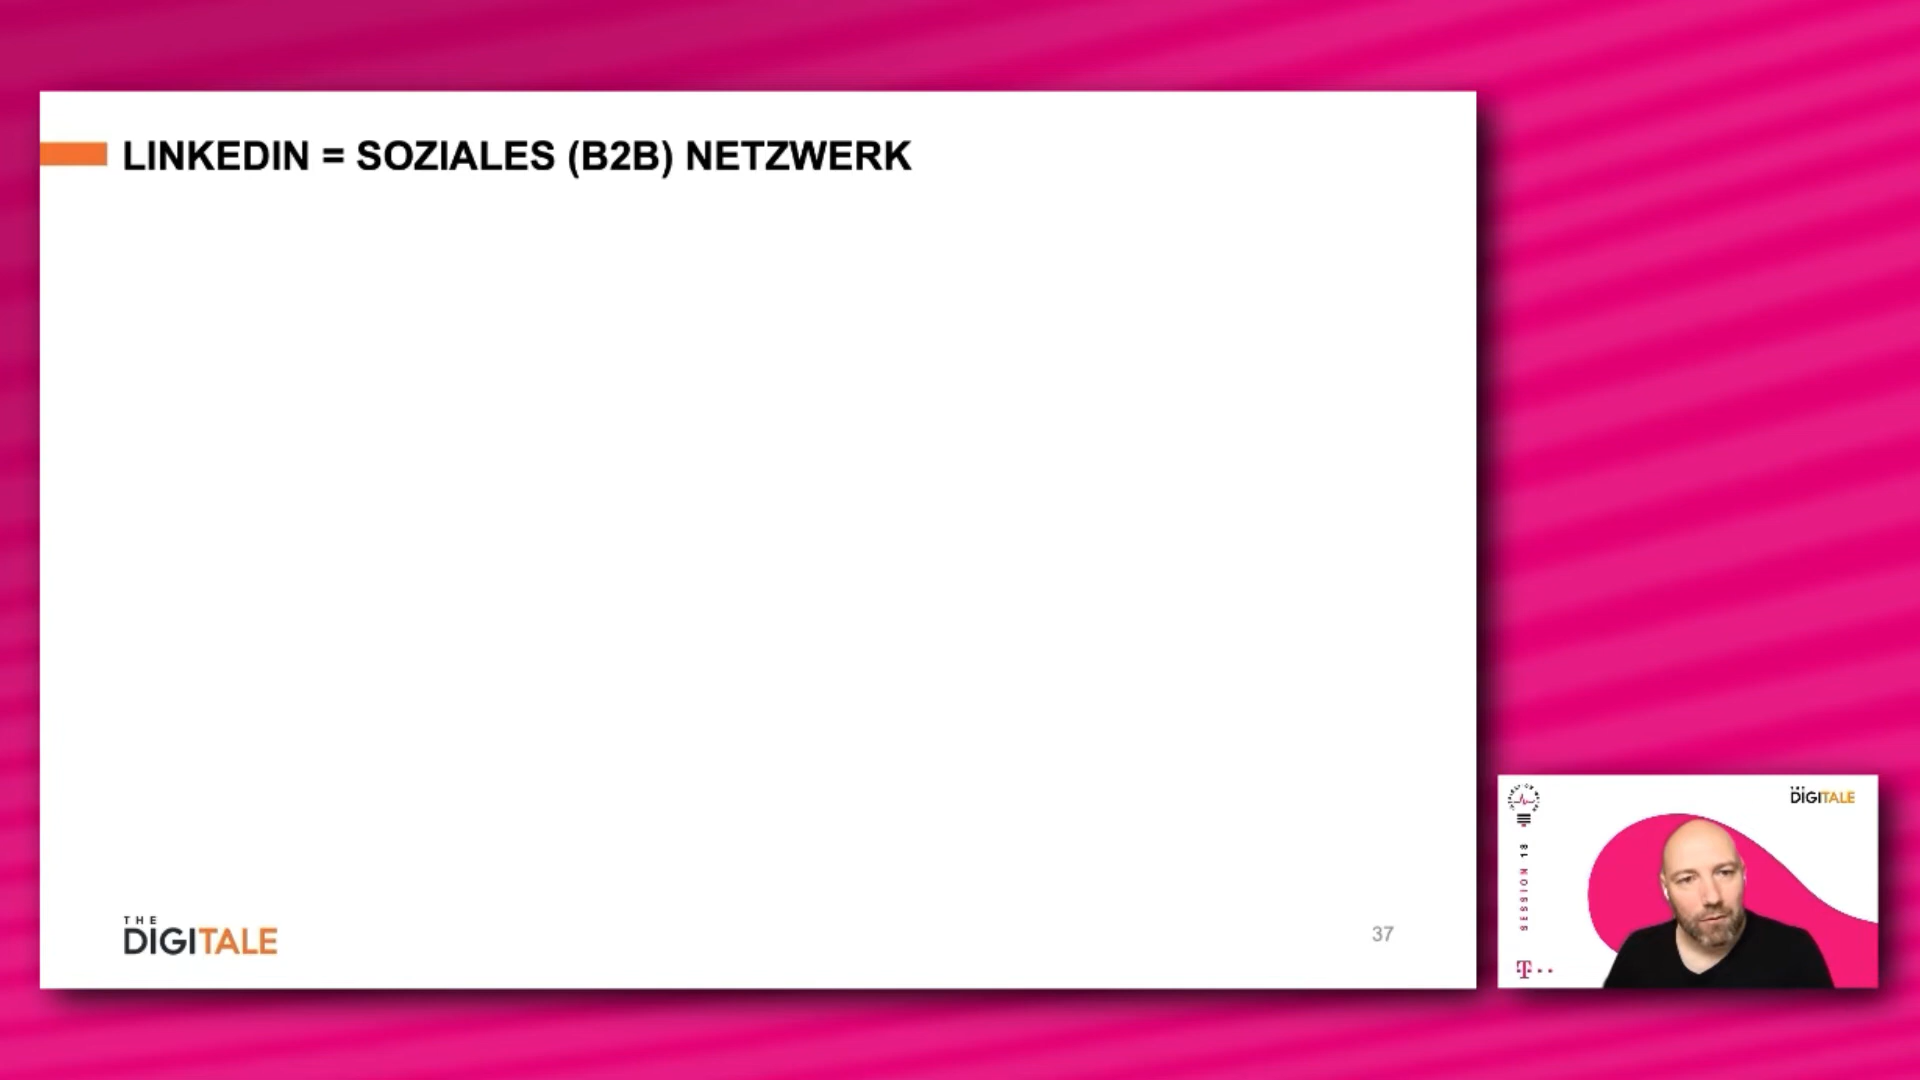 LINKEDIN = SOZIALES (B2B) NETZWERK
THE
DIGITALE
37
THE
DIGITALE
SESSION 18
T